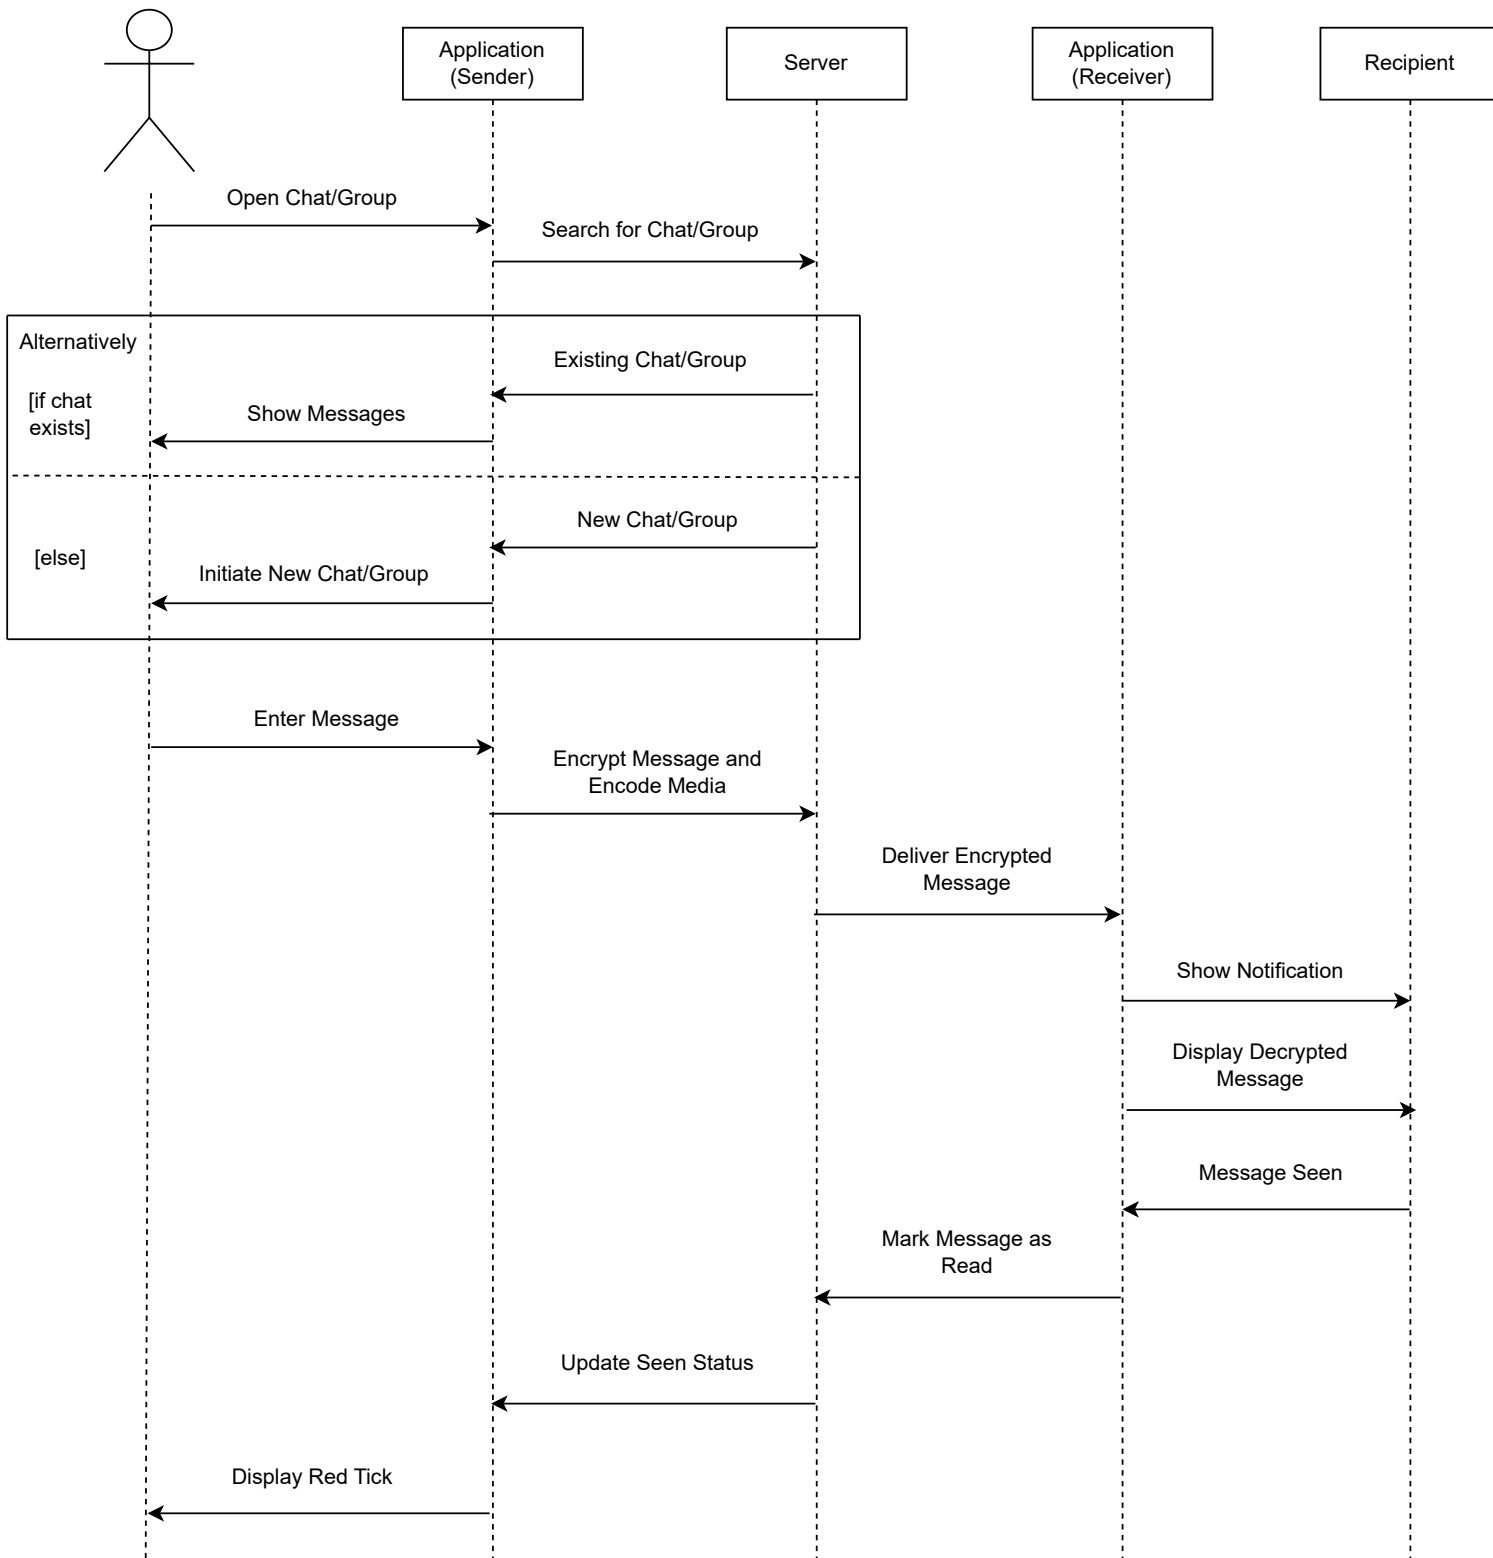 Application
(Sender)
Server
Application
(Receiver)
Recipient
Open Chat/Group
Search for Chat/Group
Alternatively
Existing Chat/Group
[if chat
exists]
Show Messages
New Chat/Group
[else]
Initiate New Chat/Group
Enter Message
Encrypt Message and
Encode Media
Deliver Encrypted
Message
Show Notification
Display Decrypted
Message
Message Seen
Mark Message as
Read
Update Seen Status
Display Red Tick